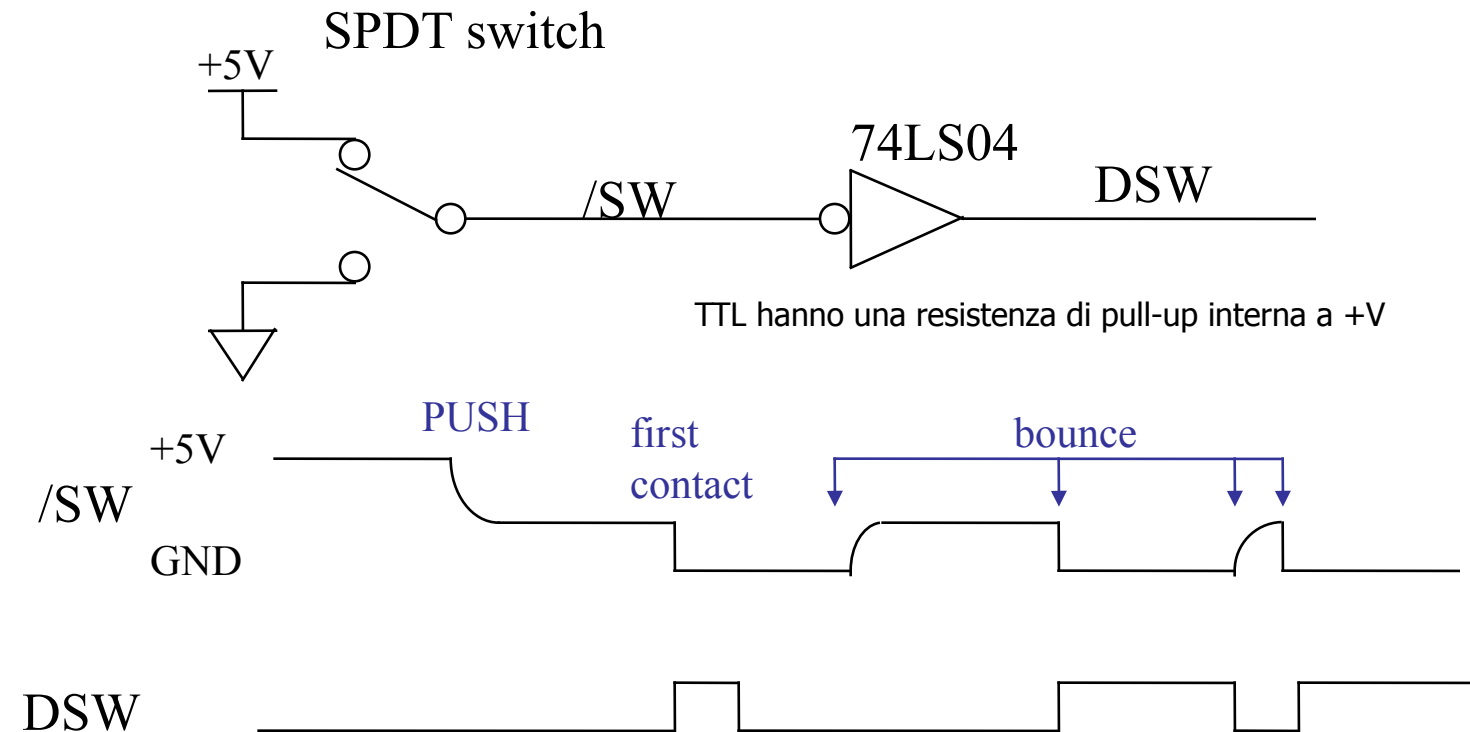 SPDT switch
+5V
74LS04
/SW
DSW
TTL hanno una resistenza di pull-up interna a +V
PUSH
first
contact
bounce
+5V
/SW
GND
DSW